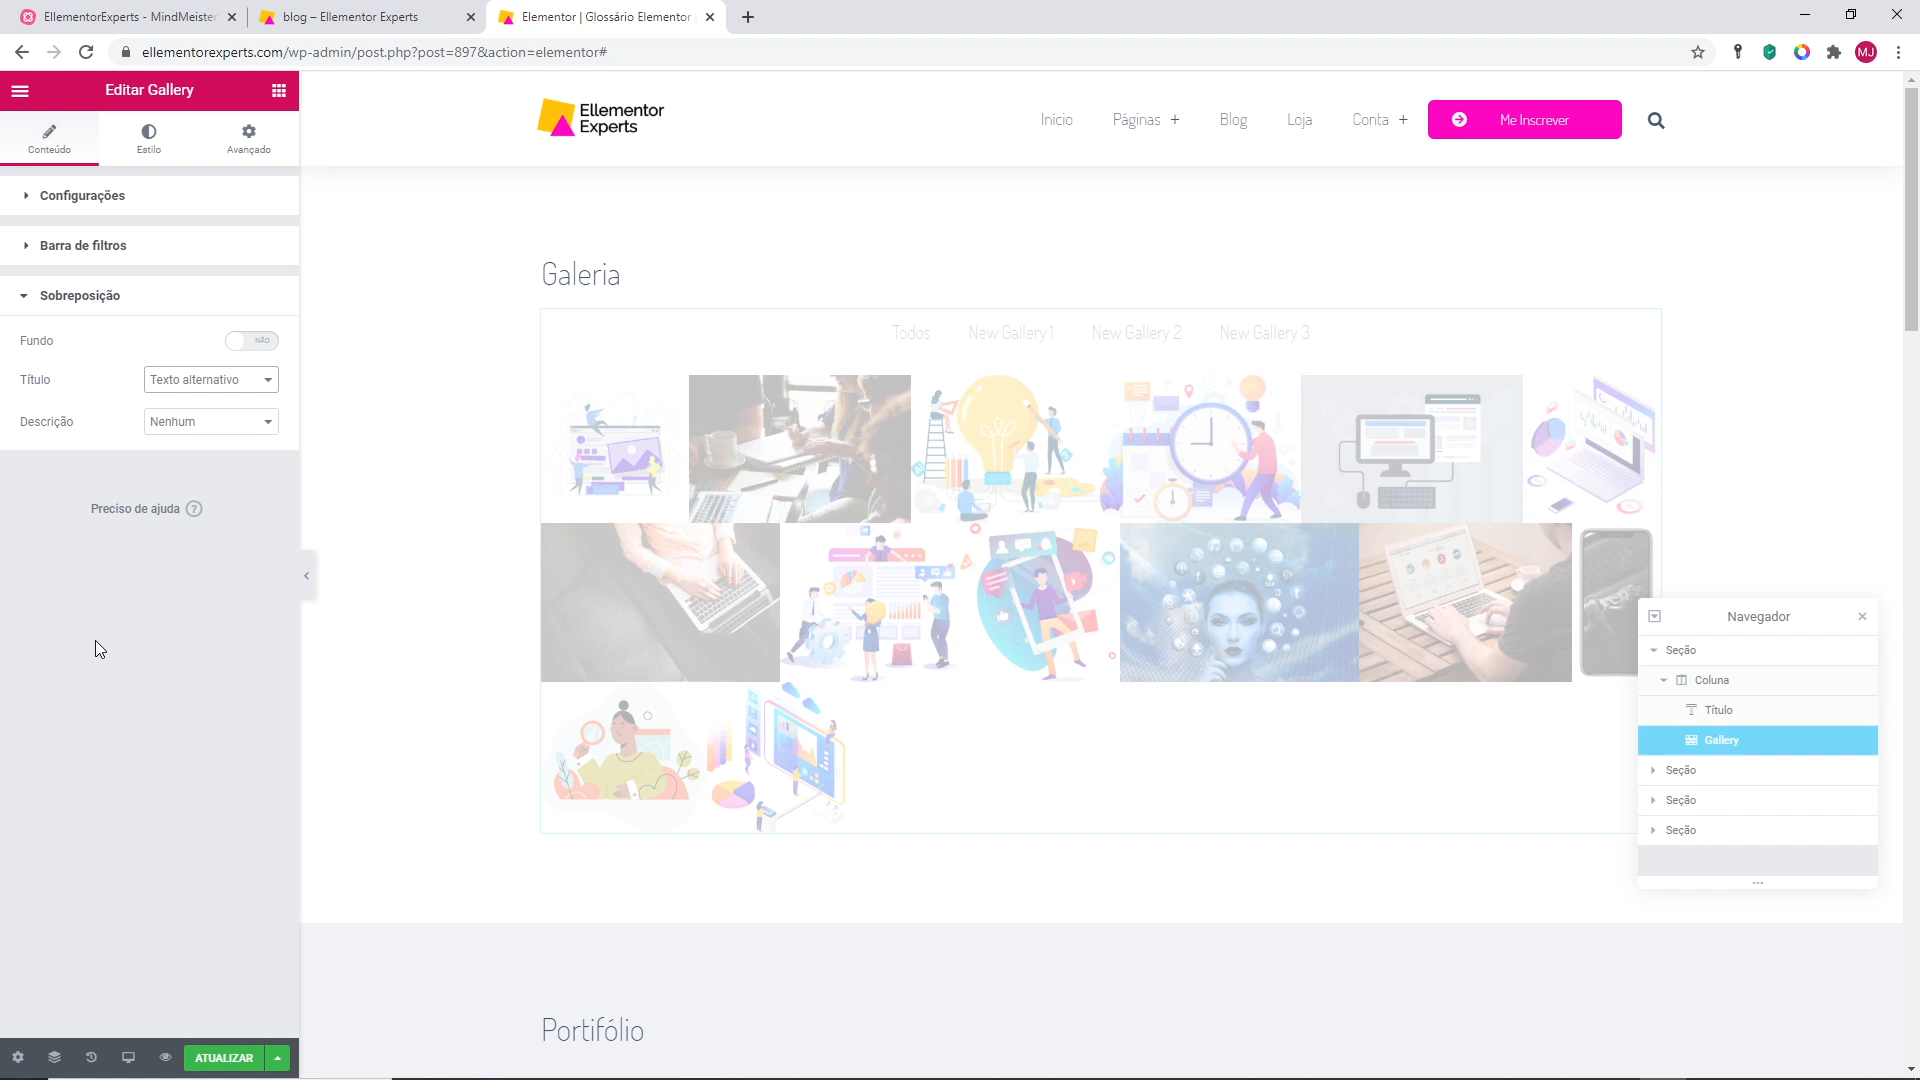 EllementorExperts - MindMeister
blog – Ellementor Experts
Elementor | Glossário Elementor
ellementorexperts.com/wp-admin/post.php?post=897&action=elementor#
MJ
Editar Gallery
Conteúdo
Estilo
Avançado
Configurações
Barra de filtros
Sobreposição
Fundo
NÃO
Título
Texto alternativo
Descrição
Nenhum
Preciso de ajuda ?
ATUALIZAR
Ellementor
Experts
Início
Páginas +
Blog
Loja
Conta +
Me Inscrever
Galeria
Todos
New Gallery 1
New Gallery 2
New Gallery 3
Portifólio
Navegador
Seção
Coluna
Título
Gallery
Seção
Seção
Seção